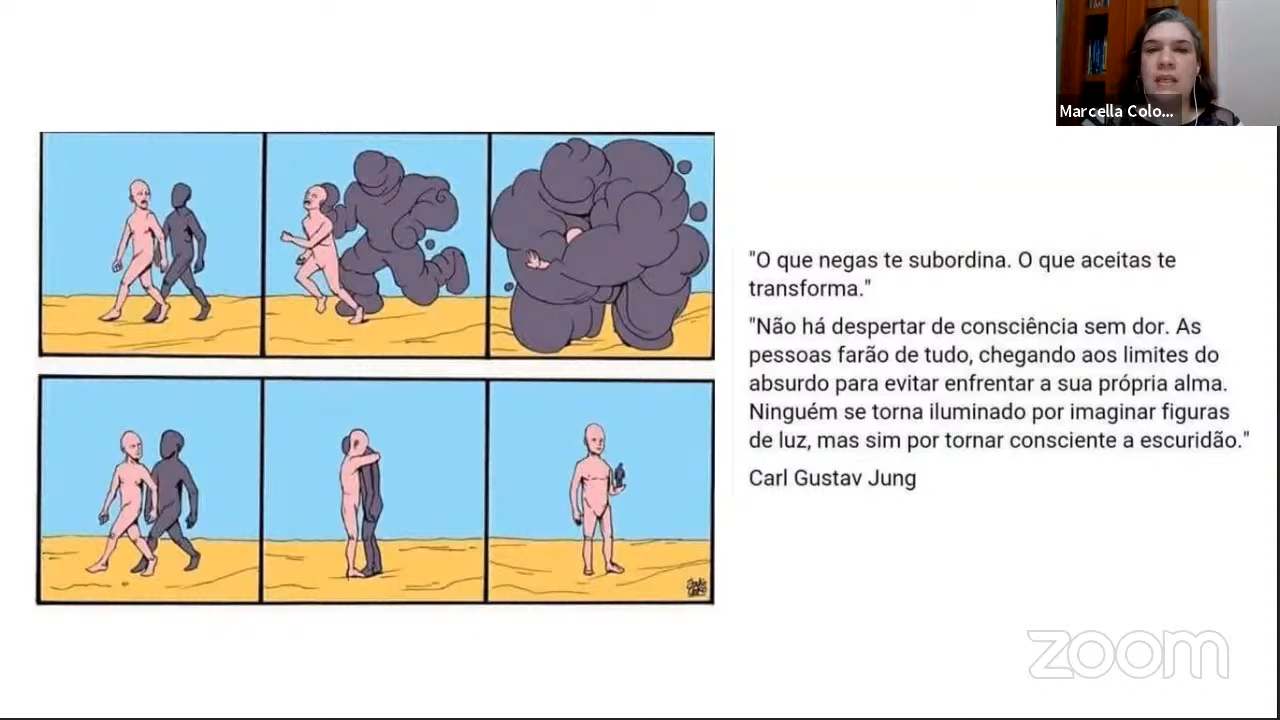 Marcella Colo...
"O que negas te subordina. O que aceitas te
transforma."
"Não há despertar de consciência sem dor. As
pessoas farão de tudo, chegando aos limites do
absurdo para evitar enfrentar a sua própria alma.
Ninguém se torna iluminado por imaginar figuras
de luz, mas sim por tornar consciente a escuridão."
Carl Gustav Jung
zoom